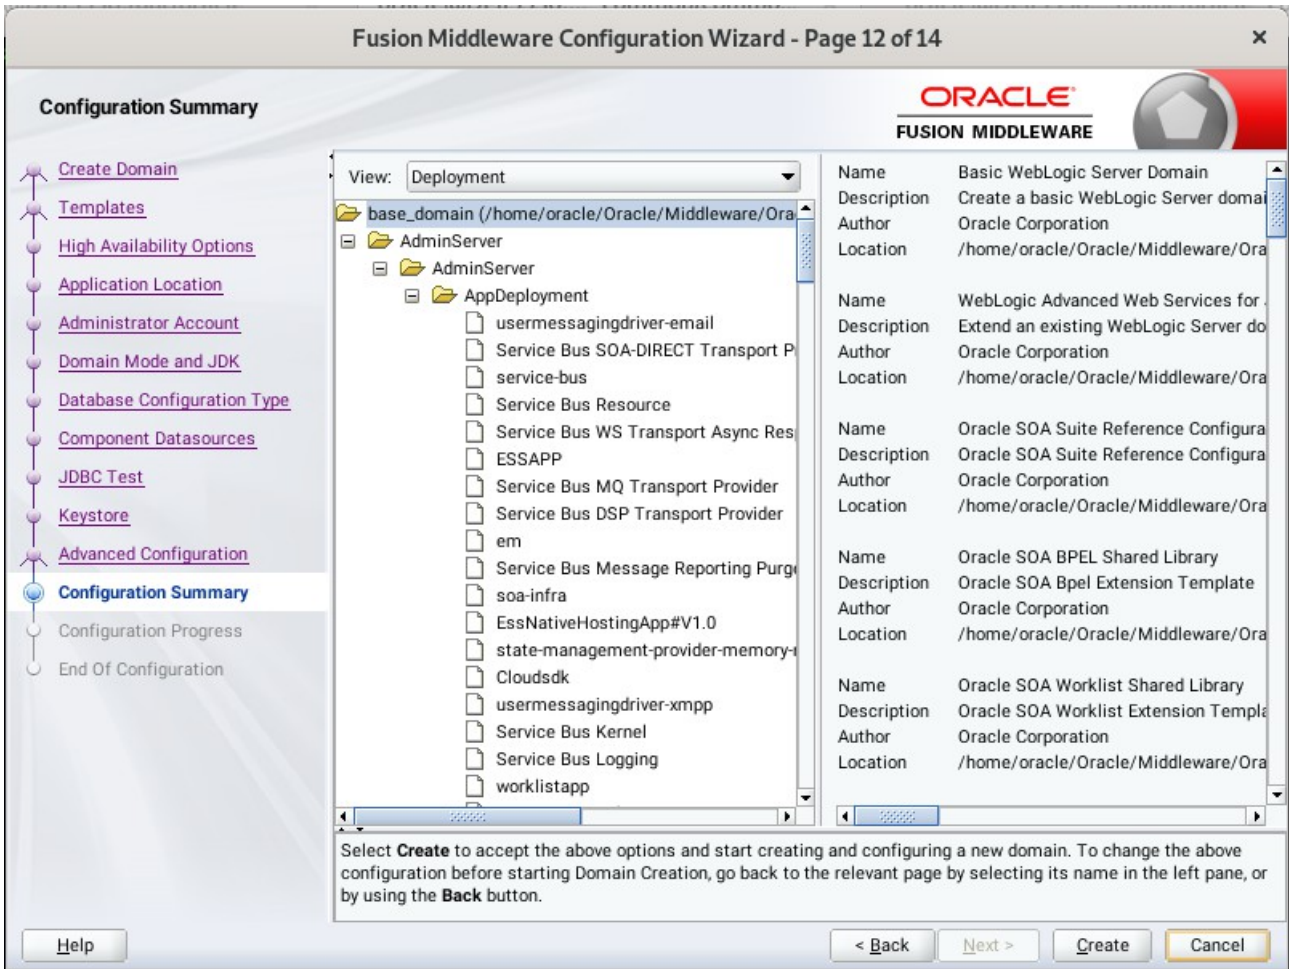 Fusion Middleware Configuration Wizard - Page 12 of 14
Configuration Summary
ORACLE
FUSION MIDDLEWARE
Create Domain
Templates
High Availability Options
Application Location
Administrator Account
Domain Mode and JDK
Database Configuration Type
Component Datasources
JDBC Test
Keystore
Advanced Configuration
Configuration Summary
Configuration Progress
End Of Configuration
View: Deployment
base_domain (/home/oracle/Oracle/Middleware/Ora
AdminServer
AdminServer
AppDeployment
usermessagingdriver-email
Service Bus SOA-DIRECT Transport P
service-bus
Service Bus Resource
Service Bus WS Transport Async Res
ESSAPP
Service Bus MQ Transport Provider
Service Bus DSP Transport Provider
em
Service Bus Message Reporting Purg
soa-infra
EssNativeHostingApp#V1.0
state-management-provider-memory-
Cloudsdk
usermessagingdriver-xmpp
Service Bus Kernel
Service Bus Logging
worklistapp
Name Basic WebLogic Server Domain
Description Create a basic WebLogic Server domai
Author Oracle Corporation
Location /home/oracle/Oracle/Middleware/Ora
Name WebLogic Advanced Web Services for
Description Extend an existing WebLogic Server do
Author Oracle Corporation
Location /home/oracle/Oracle/Middleware/Ora
Name Oracle SOA Suite Reference Configura
Description Oracle SOA Suite Reference Configura
Author Oracle Corporation
Location /home/oracle/Oracle/Middleware/Ora
Name Oracle SOA BPEL Shared Library
Description Oracle SOA Bpel Extension Template
Author Oracle Corporation
Location /home/oracle/Oracle/Middleware/Ora
Name Oracle SOA Worklist Shared Library
Description Oracle SOA Worklist Extension Templa
Author Oracle Corporation
Location /home/oracle/Oracle/Middleware/Ora
Select Create to accept the above options and start creating and configuring a new domain. To change the above
configuration before starting Domain Creation, go back to the relevant page by selecting its name in the left pane, or
by using the Back button.
Help
< Back
Next >
Create
Cancel